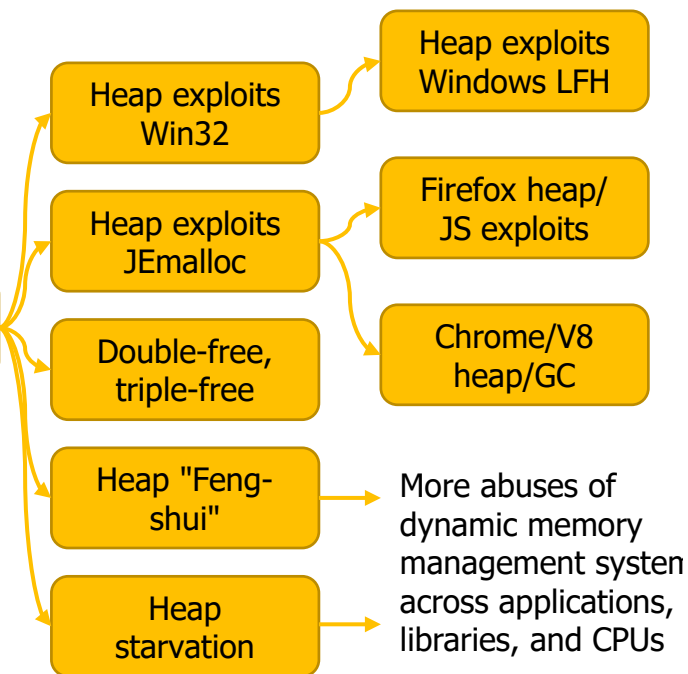 Heap exploits
Win32
Heap exploits
Windows LFH
Heap exploits
JEmalloc
Firefox heap/
JS exploits
Chrome/V8
heap/GC
Double-free,
triple-free
Heap "Feng-
shui"
Heap
starvation
More abuses of
dynamic memory
management system
across applications,
libraries, and CPUs